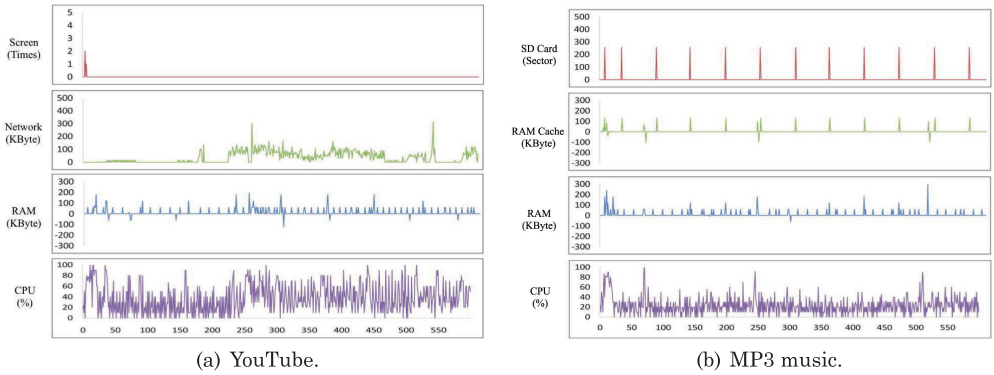 Screen
(Times)
5
4
3
2
1
0
Network
(KByte)
500
400
300
200
100
0
RAM
(KByte)
300
200
100
0
-100
-200
-300
CPU
(%)
100
80
60
40
20
0
0 50 100 150 200 250 300 350 400 450 500 550
(a) YouTube.
SD Card
(Sector)
500
400
300
200
100
0
RAM Cache
(KByte)
300
200
100
0
-100
-200
-300
RAM
(KByte)
300
200
100
0
-100
-200
-300
CPU
(%)
100
80
60
40
20
0
0 50 100 150 200 250 300 350 400 450 500 550
(b) MP3 music.